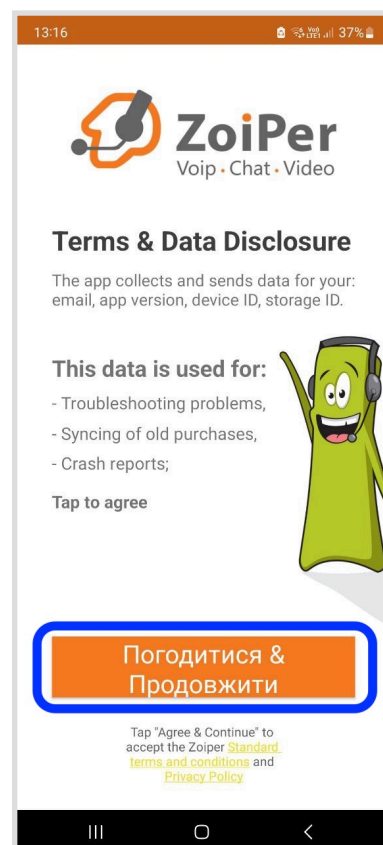 13:16
Vo)) LTE1 37%
ZoiPer
Voip · Chat · Video
Terms & Data Disclosure
The app collects and sends data for your:
email, app version, device ID, storage ID.
This data is used for:
- Troubleshooting problems,
- Syncing of old purchases,
- Crash reports;
Tap to agree
Погодитися &
Продовжити
Tap "Agree & Continue" to
accept the Zoiper Standard
terms and conditions and
Privacy Policy